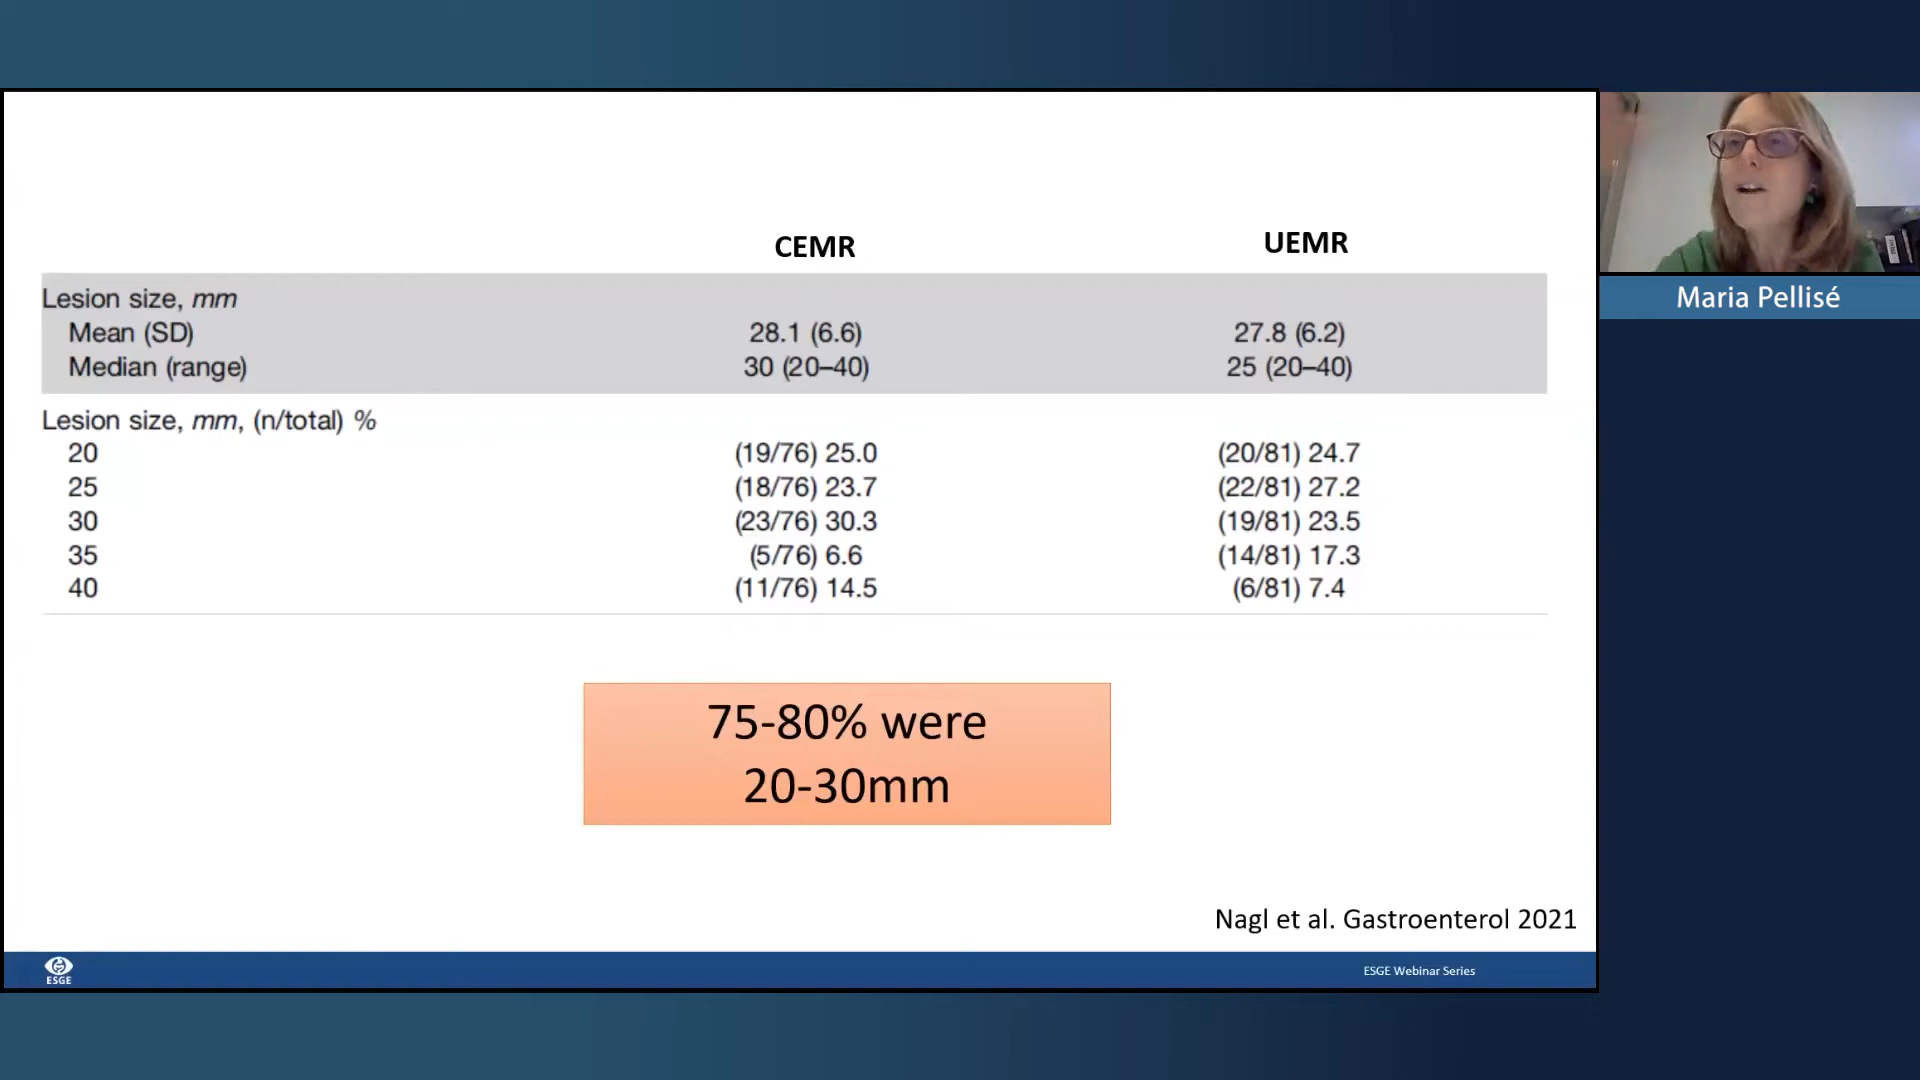 CEMR UEMR
Lesion size, mm
Mean (SD) 28.1 (6.6) 27.8 (6.2)
Median (range) 30 (20–40) 25 (20–40)
Lesion size, mm, (n/total) %
20 (19/76) 25.0 (20/81) 24.7
25 (18/76) 23.7 (22/81) 27.2
30 (23/76) 30.3 (19/81) 23.5
35 (5/76) 6.6 (14/81) 17.3
40 (11/76) 14.5 (6/81) 7.4
75-80% were
20-30mm
Nagl et al. Gastroenterol 2021
ESGE
ESGE Webinar Series
Maria Pellisé